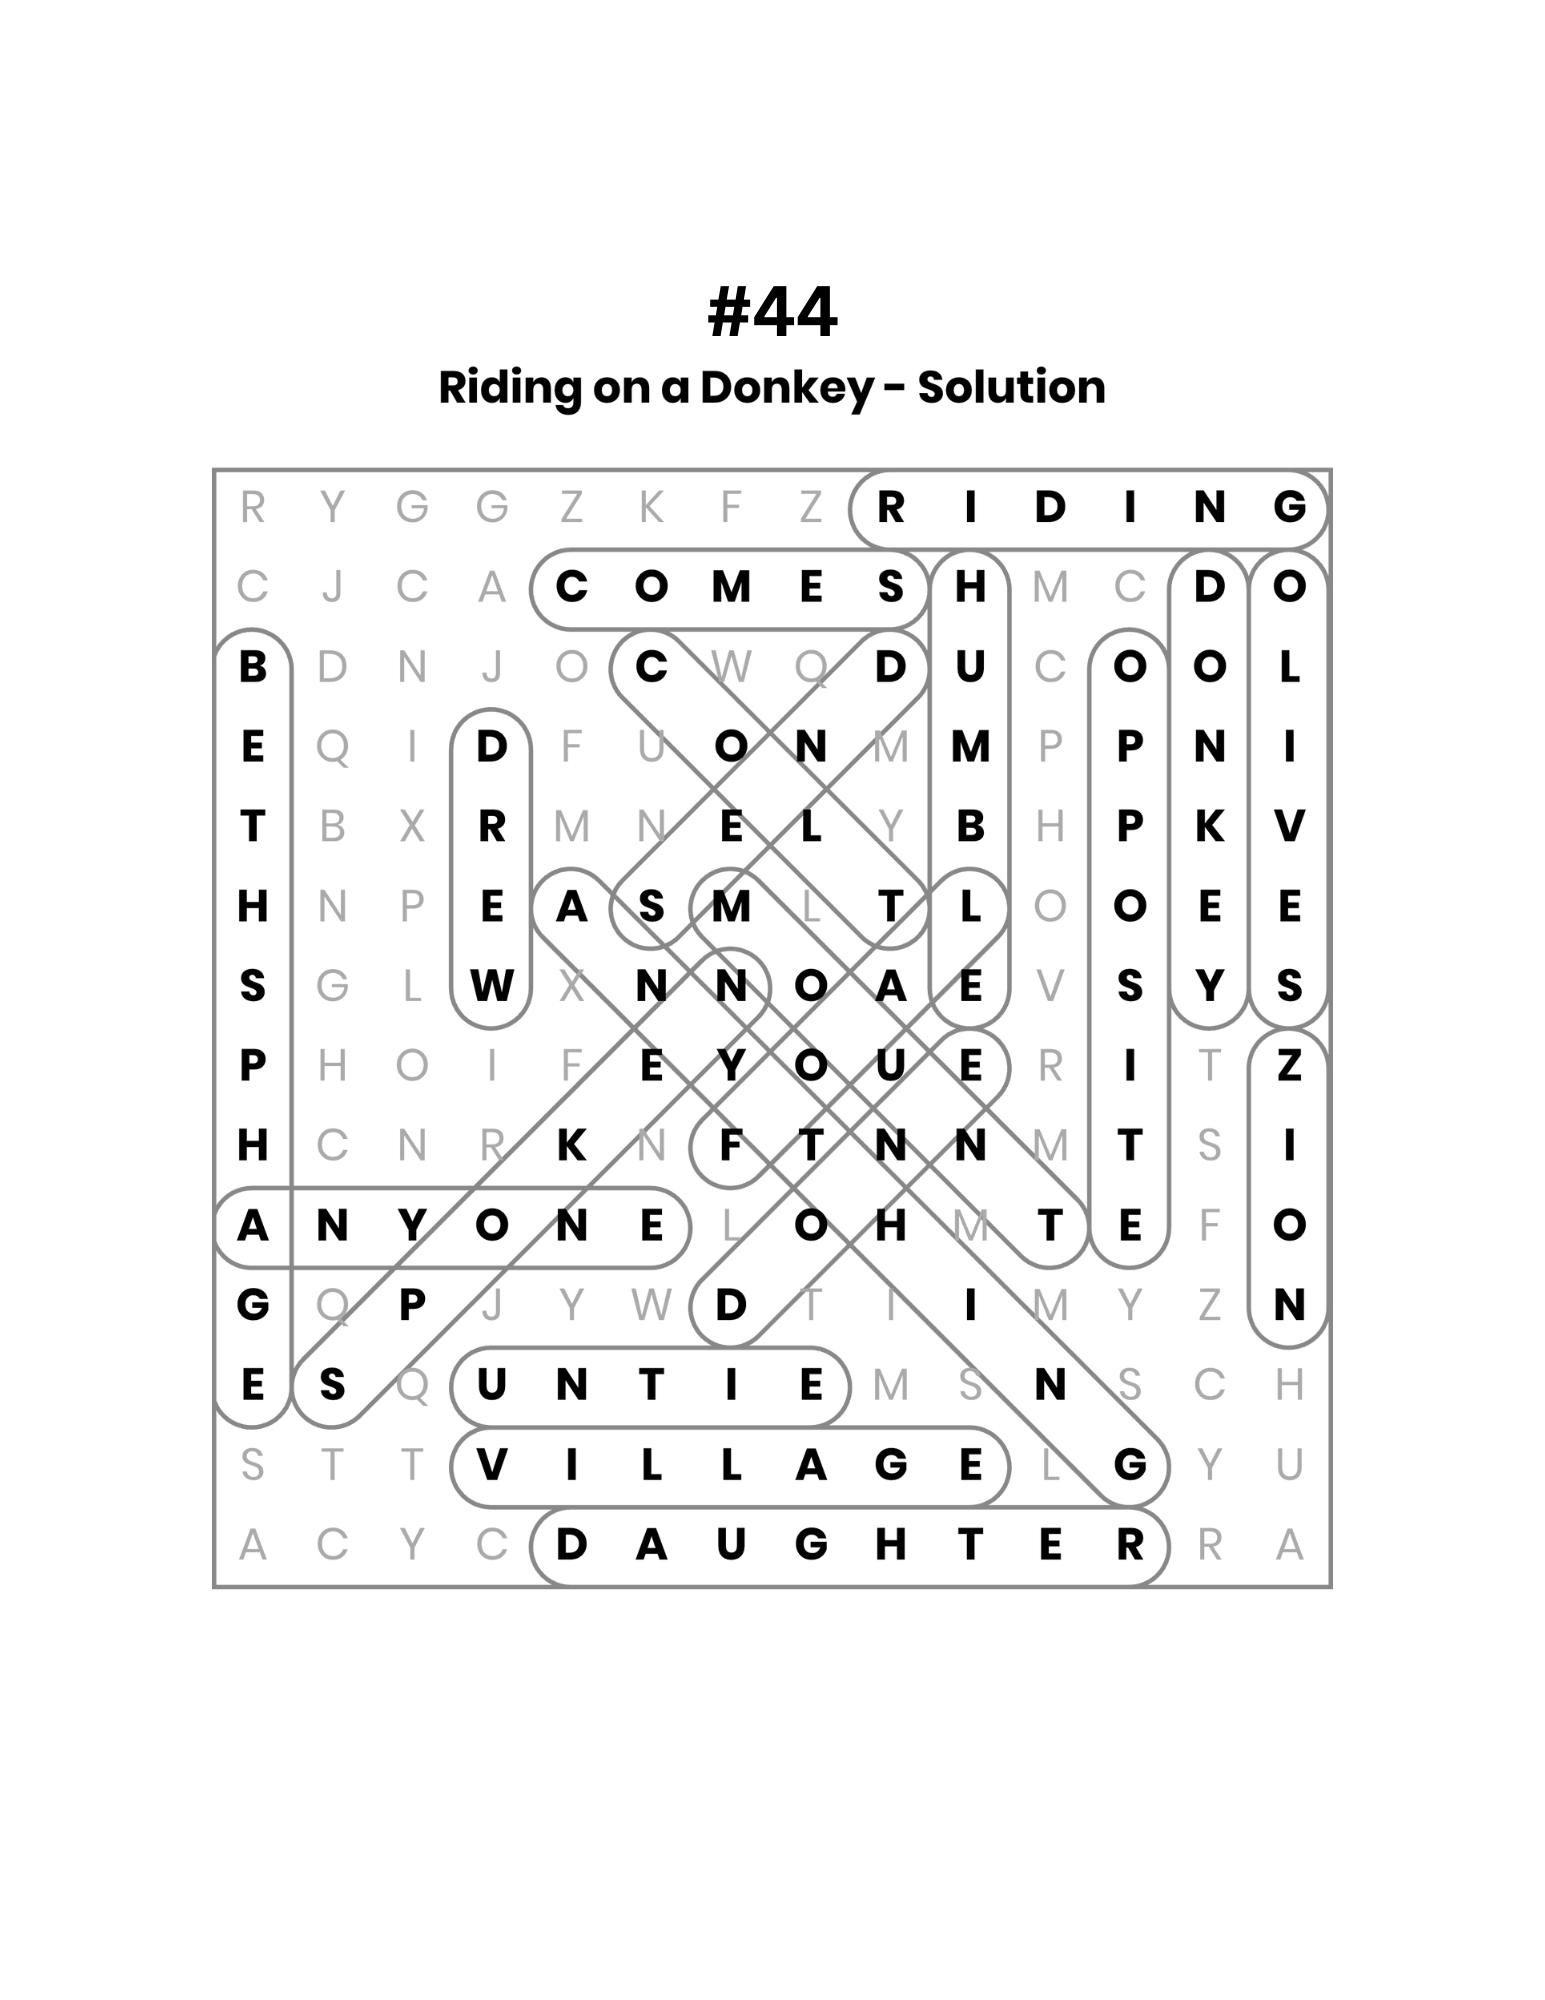 #44
Riding on a Donkey - Solution
R Y G G Z K F Z R I D I N G
C J C A C O M E S H M C D O
B D N J O C W Q D U C O O L
E Q I D F U O N M M P P N I
T B X R M N E L Y B H P K V
H N P E A S M L T L O O E E
S G L W X N N O A E V S Y S
P H O I F E Y O U E R I T Z
H C N R K N F T N N M T S I
A N Y O N E L O H M T E F O
G Q P J Y W D T I I M Y Z N
E S Q U N T I E M S N S C H
S T T V I L L A G E L G Y U
A C Y C D A U G H T E R R A